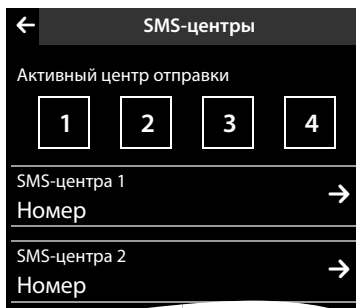 SMS-центры
Активный центр отправки
1 2 3 4
SMS-центра 1
Номер
SMS-центра 2
Номер